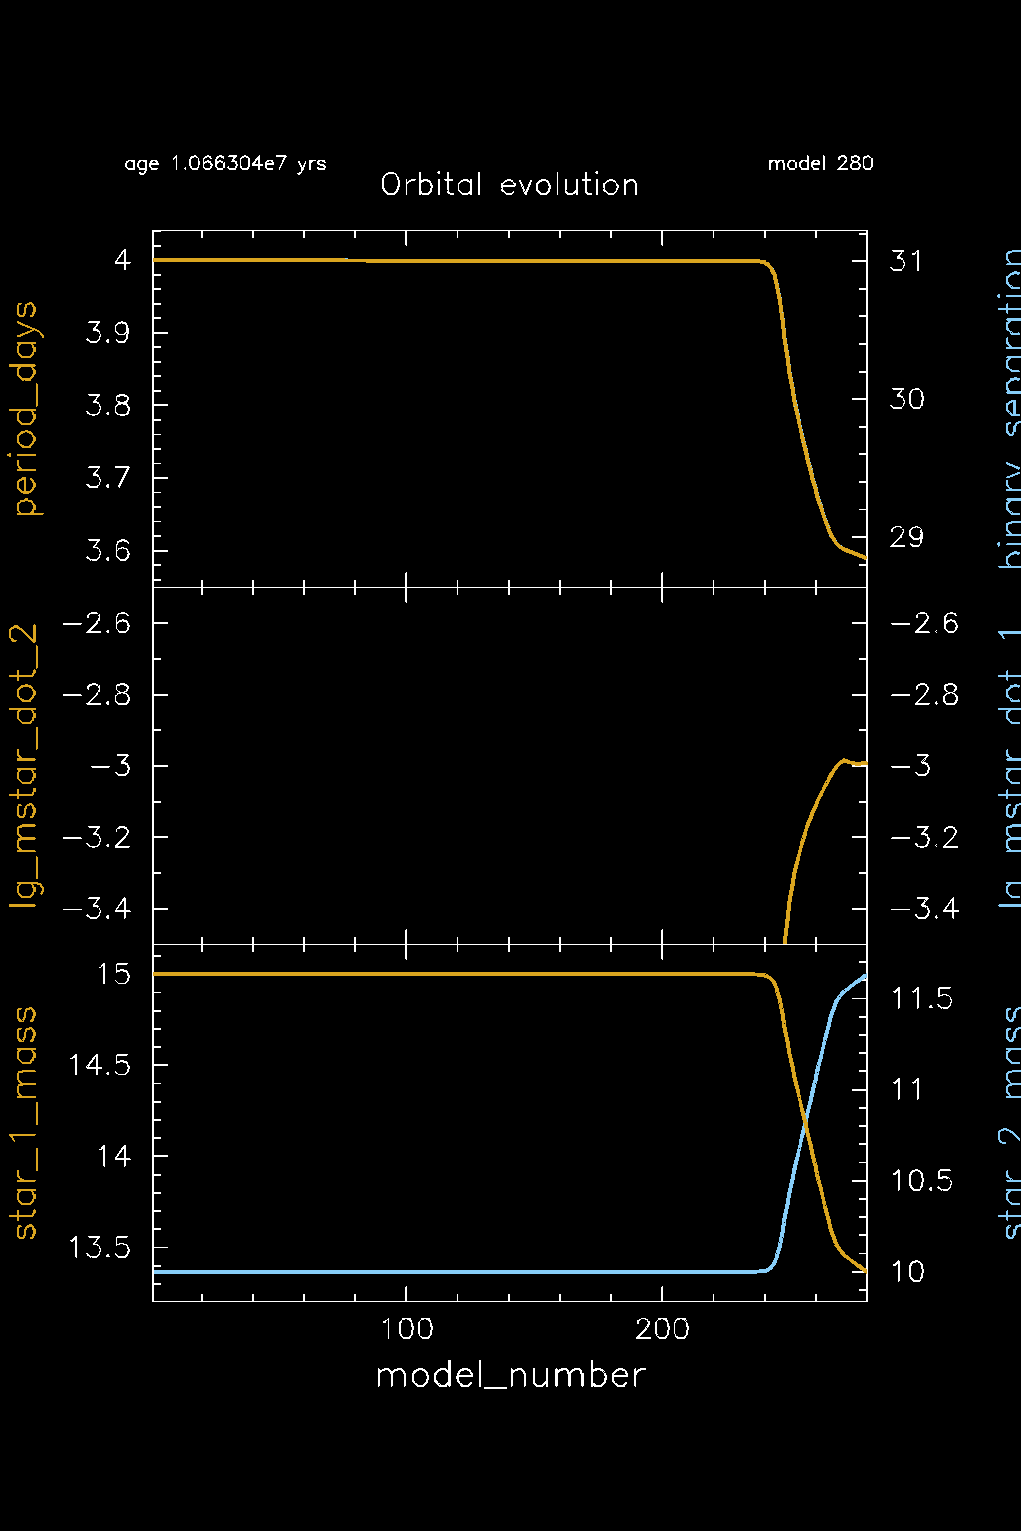 age 1.066304e7 yrs
model 280
Orbital evolution
period_days
4
3.9
3.8
3.7
3.6
31
30
29
binary separation
lg_mstar_dot_2
−2.6
−2.8
−3
−3.2
−3.4
−2.6
−2.8
−3
−3.2
−3.4
lg_mstar_dot_1
star_1_mass
15
14.5
14
13.5
11.5
11
10.5
10
star_2_mass
100
200
model_number